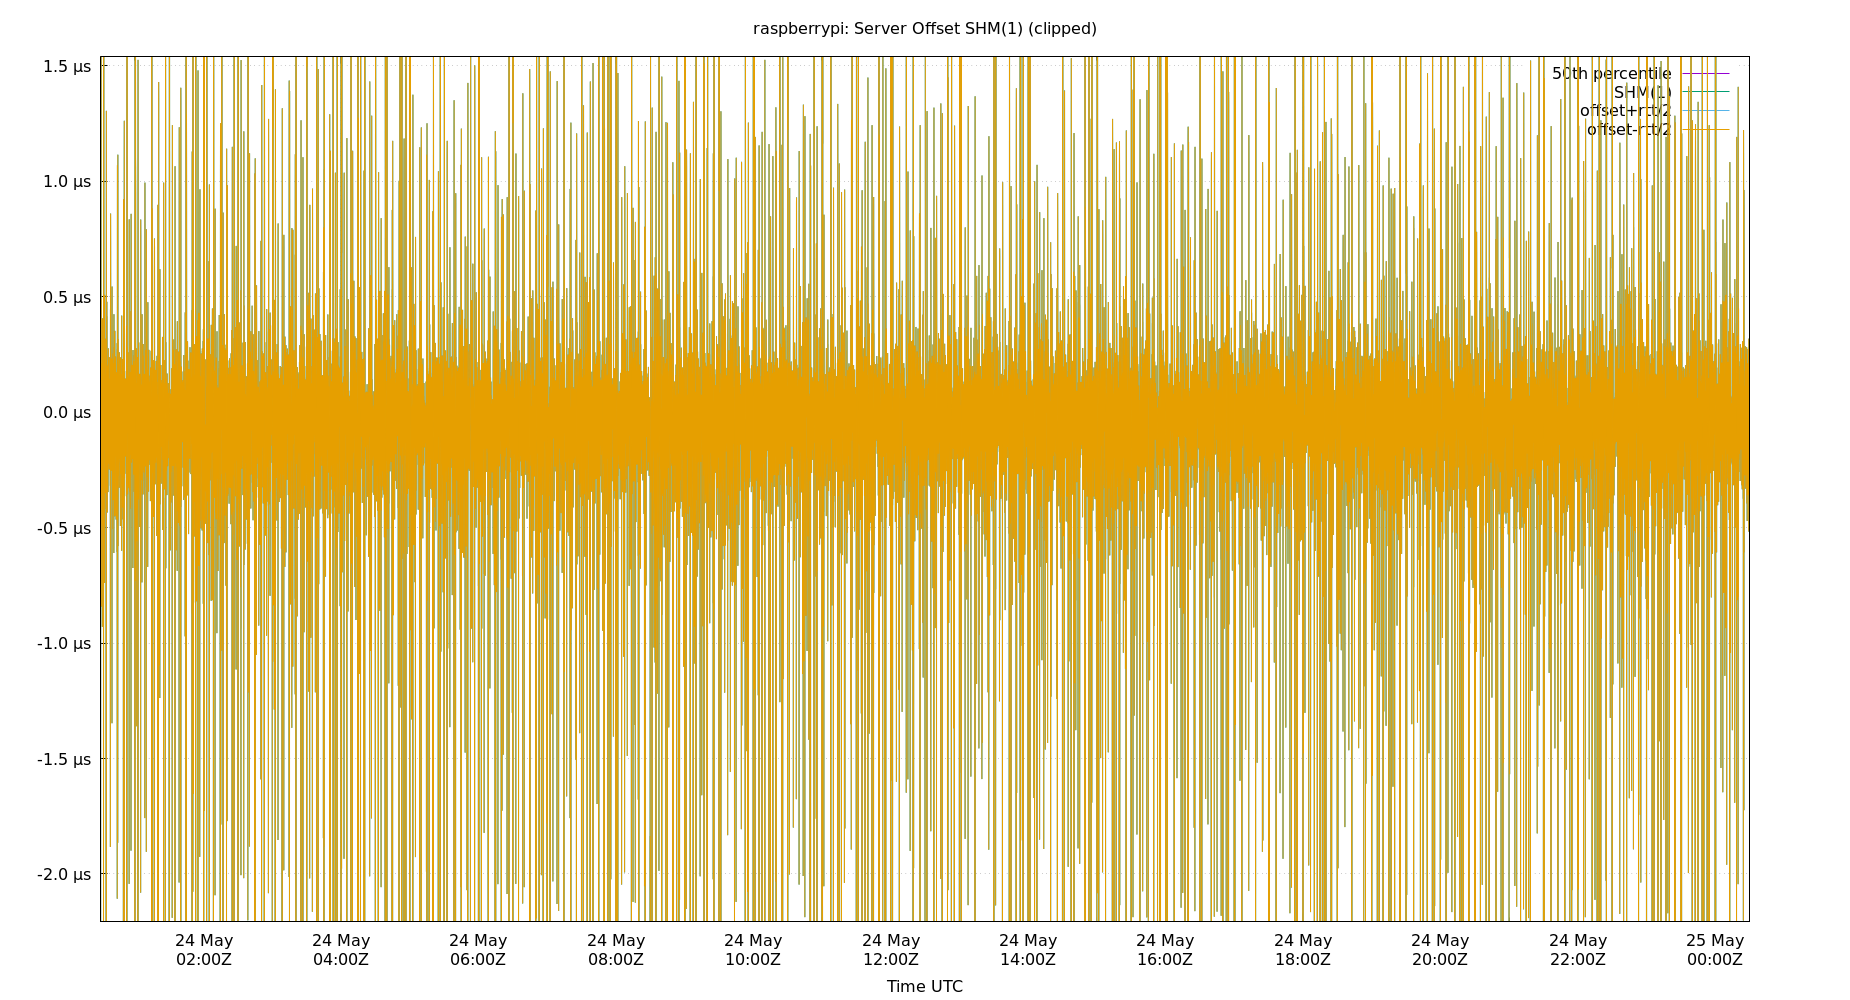 raspberrypi: Server Offset SHM(1) (clipped)
1.5 µs
1.0 µs
0.5 µs
0.0 µs
-0.5 µs
-1.0 µs
-1.5 µs
-2.0 µs
50th percentile
SHM(1)
offset+rtt/2
offset-rtt/2
24 May 24 May 24 May 24 May 24 May 24 May 24 May 24 May 24 May 24 May 24 May 25 May
02:00Z 04:00Z 06:00Z 08:00Z 10:00Z 12:00Z 14:00Z 16:00Z 18:00Z 20:00Z 22:00Z 00:00Z
Time UTC